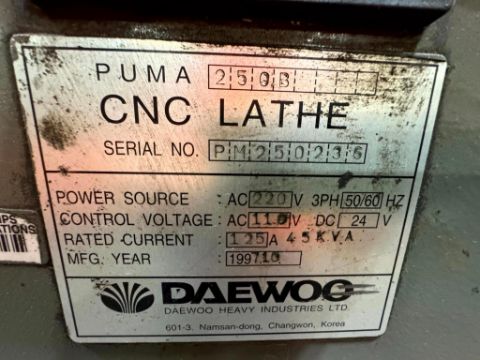 PUMA 250B
CNC LATHE
SERIAL NO. PM250236
POWER SOURCE : AC 220 V 3PH 50/60 HZ
CONTROL VOLTAGE : AC 110 V DC 24 V
RATED CURRENT : 125 A 45KVA
MFG. YEAR : 199710
DAEWOO
DAEWOO HEAVY INDUSTRIES LTD.
601-3. Namsan-dong, Changwon, Korea